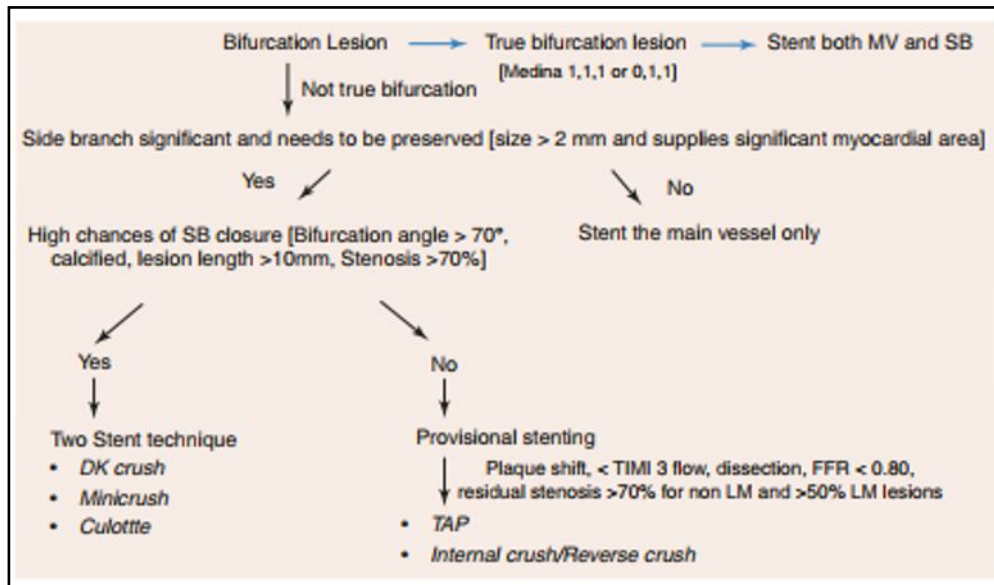 Bifurcation Lesion True bifurcation lesion Stent both MV and SB
[Medina 1,1,1 or 0,1,1]
Not true bifurcation
Side branch significant and needs to be preserved [size > 2 mm and supplies significant myocardial area]
Yes
No
High chances of SB closure [Bifurcation angle > 70°,
calcified, lesion length >10mm, Stenosis >70%]
Stent the main vessel only
Yes
No
Two Stent technique
• DK crush
• Minicrush
• Culottte
Provisional stenting
Plaque shift, < TIMI 3 flow, dissection, FFR < 0.80,
residual stenosis >70% for non LM and >50% LM lesions
• TAP
• Internal crush/Reverse crush